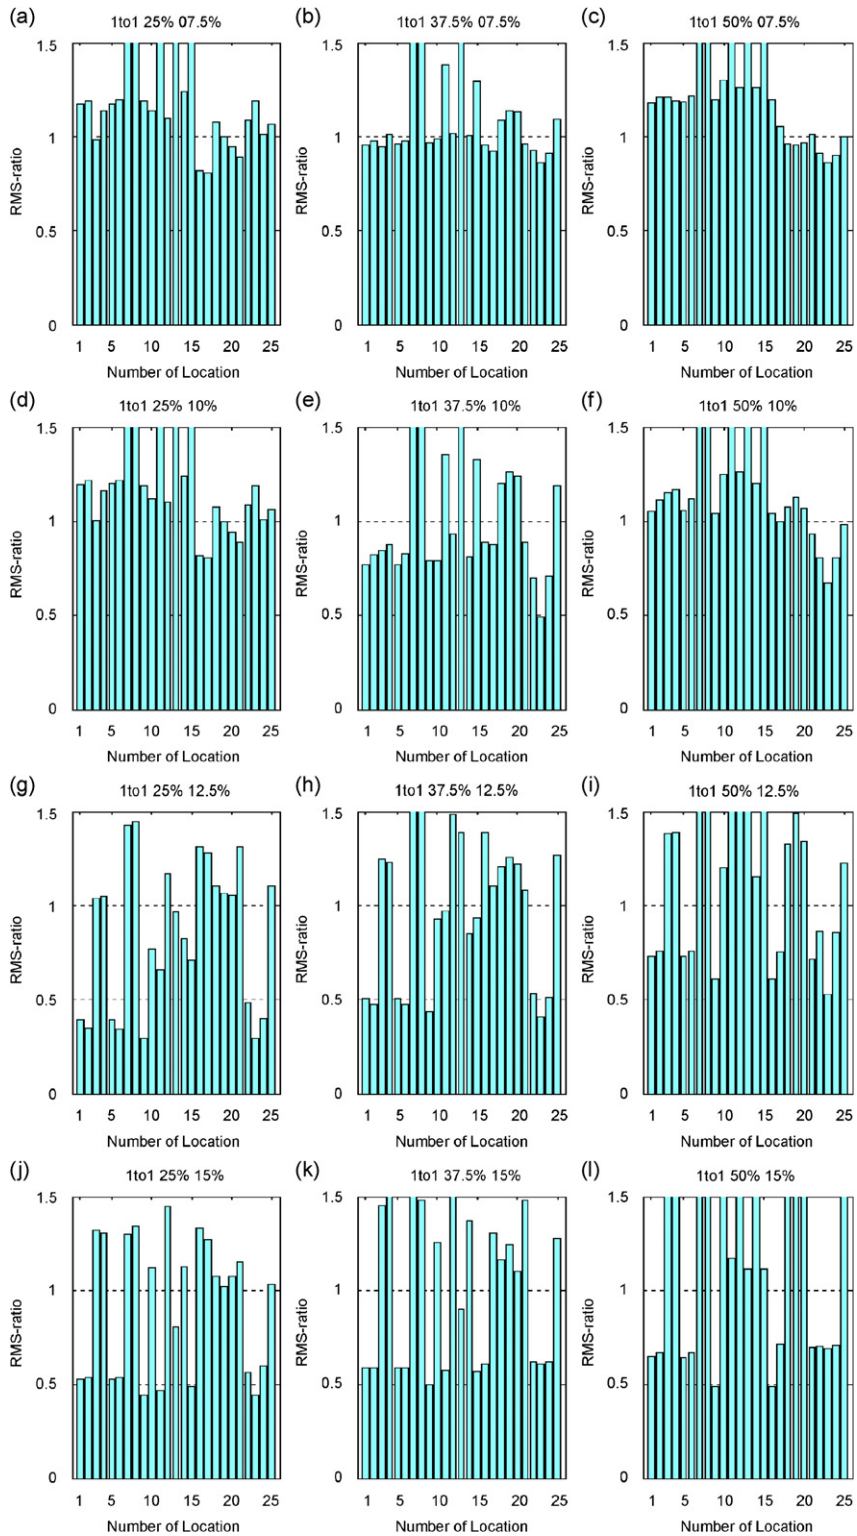 (a) 1to1 25% 07.5%
1.5
1
0.5
0
RMS-ratio
1 5 10 15 20 25
Number of Location
(b) 1to1 37.5% 07.5%
1.5
1
0.5
0
RMS-ratio
1 5 10 15 20 25
Number of Location
(c) 1to1 50% 07.5%
1.5
1
0.5
0
RMS-ratio
1 5 10 15 20 25
Number of Location
(d) 1to1 25% 10%
1.5
1
0.5
0
RMS-ratio
1 5 10 15 20 25
Number of Location
(e) 1to1 37.5% 10%
1.5
1
0.5
0
RMS-ratio
1 5 10 15 20 25
Number of Location
(f) 1to1 50% 10%
1.5
1
0.5
0
RMS-ratio
1 5 10 15 20 25
Number of Location
(g) 1to1 25% 12.5%
1.5
1
0.5
0
RMS-ratio
1 5 10 15 20 25
Number of Location
(h) 1to1 37.5% 12.5%
1.5
1
0.5
0
RMS-ratio
1 5 10 15 20 25
Number of Location
(i) 1to1 50% 12.5%
1.5
1
0.5
0
RMS-ratio
1 5 10 15 20 25
Number of Location
(j) 1to1 25% 15%
1.5
1
0.5
0
RMS-ratio
1 5 10 15 20 25
Number of Location
(k) 1to1 37.5% 15%
1.5
1
0.5
0
RMS-ratio
1 5 10 15 20 25
Number of Location
(l) 1to1 50% 15%
1.5
1
0.5
0
RMS-ratio
1 5 10 15 20 25
Number of Location